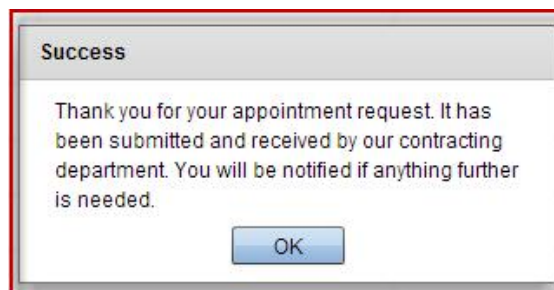 Success
Thank you for your appointment request. It has
been submitted and received by our contracting
department. You will be notified if anything further
is needed.
OK